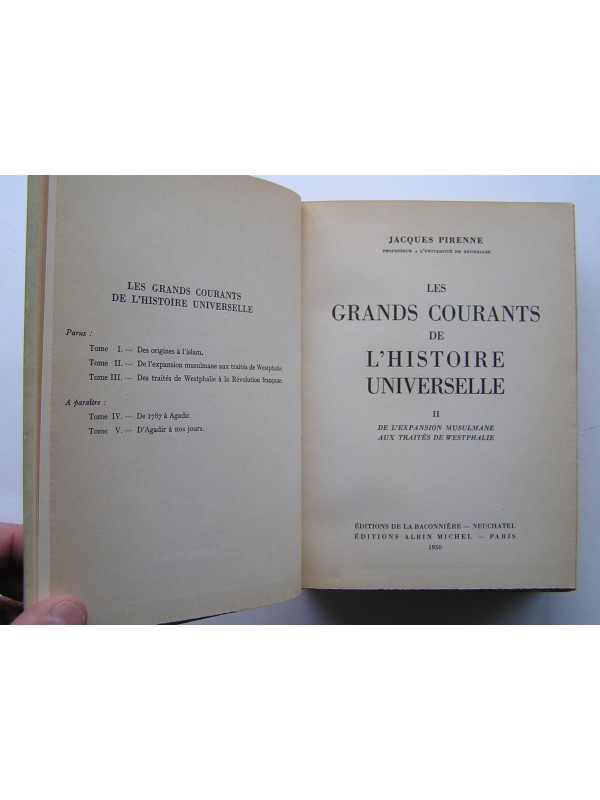 LES GRANDS COURANTS
DE L'HISTOIRE UNIVERSELLE
Parus :
Tome I. — Des origines à l'islam.
Tome II. — De l'expansion musulmane aux traités de Westphalie.
Tome III. — Des traités de Westphalie à la Révolution française.
A paraître :
Tome IV. — De 1787 à Agadir.
Tome V. — D'Agadir à nos jours.
JACQUES PIRENNE
PROFESSEUR A L'UNIVERSITÉ DE BRUXELLES
LES
GRANDS COURANTS
DE
L'HISTOIRE
UNIVERSELLE
II
DE L'EXPANSION MUSULMANE
AUX TRAITÉS DE WESTPHALIE
ÉDITIONS DE LA BACONNIÈRE — NEUCHATEL
ÉDITIONS ALBIN MICHEL — PARIS
1950